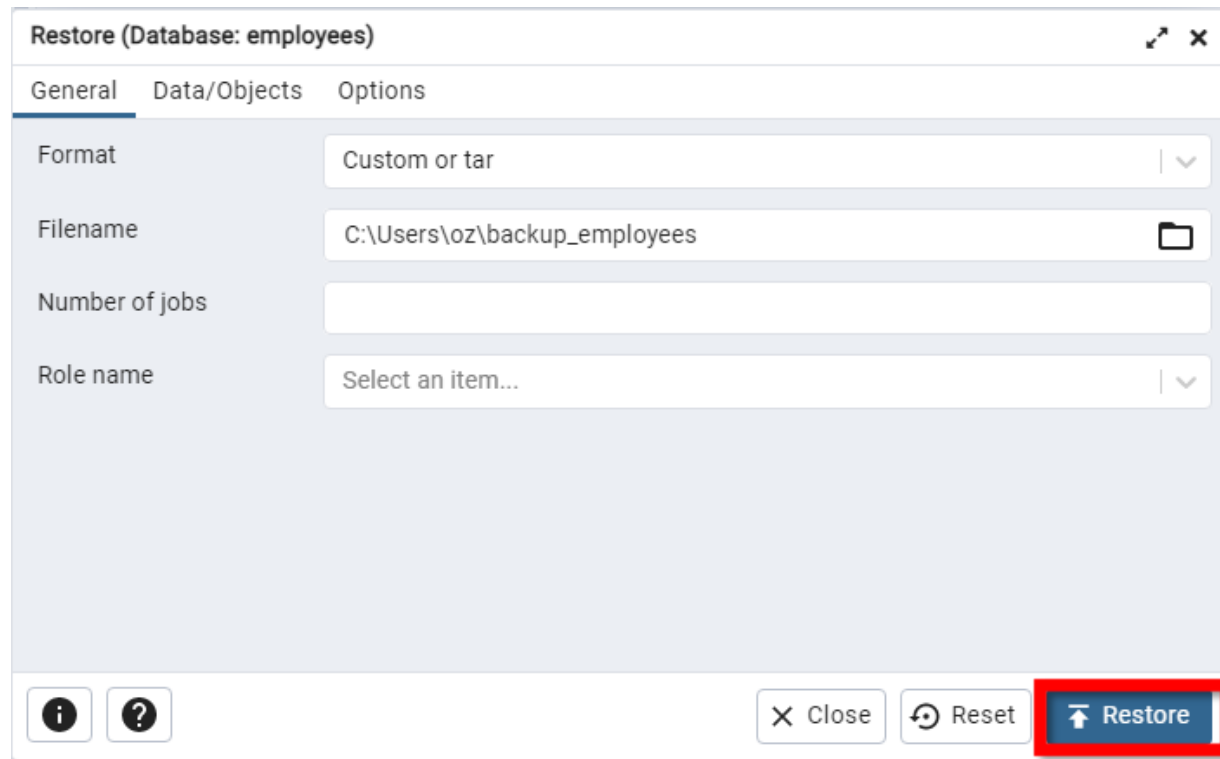 Restore (Database: employees)
General Data/Objects Options
Format Custom or tar
Filename C:\Users\oz\backup_employees
Number of jobs
Role name Select an item...
Close Reset Restore